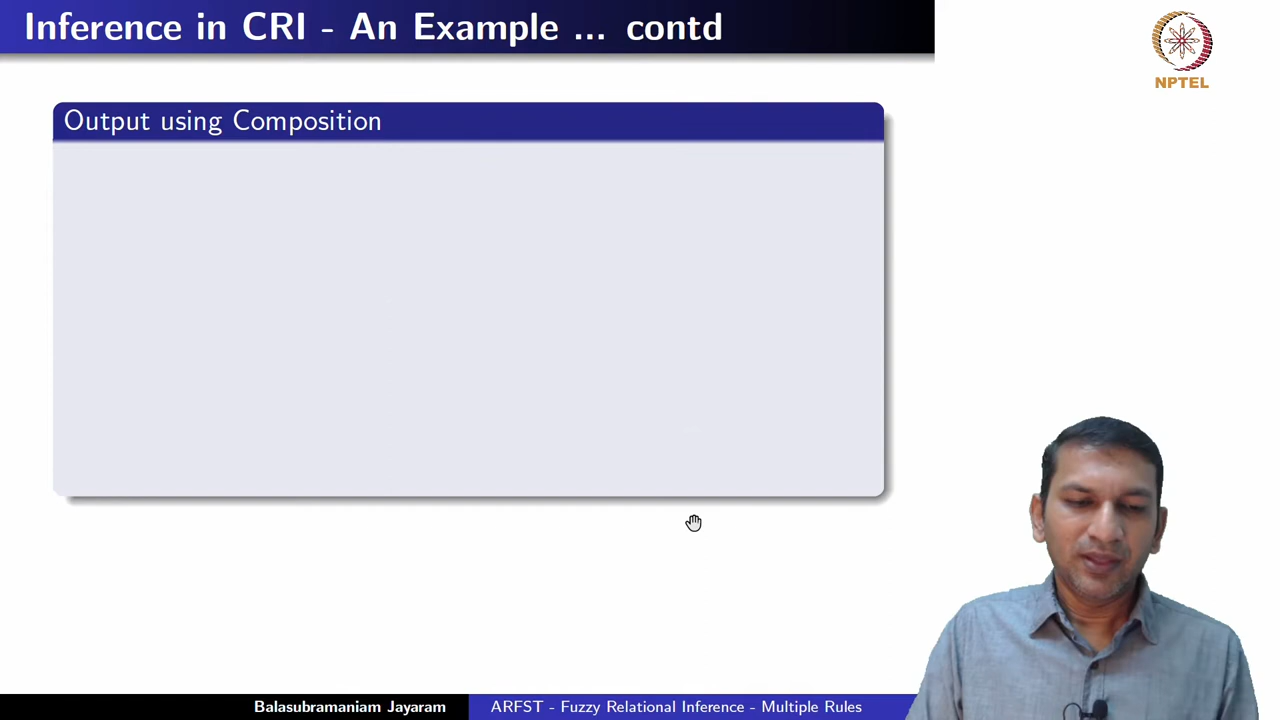 Inference in CRI - An Example ... contd
NPTEL
Output using Composition
Balasubramaniam Jayaram
ARFST - Fuzzy Relational Inference - Multiple Rules